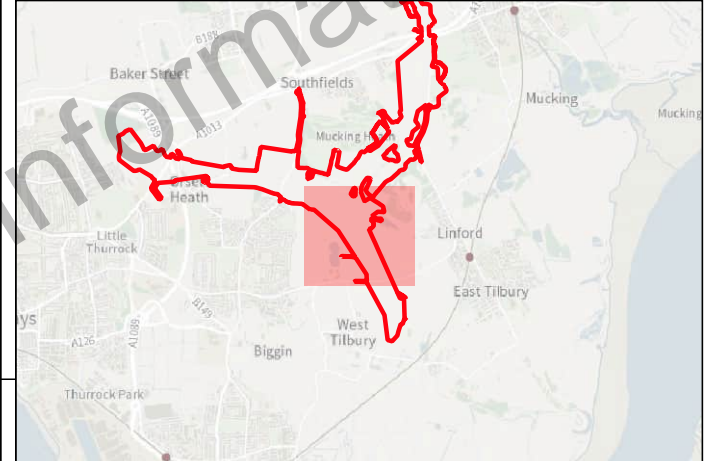 B188
A1
Baker Street
Southfields
Mucking
Mucking
A1089
A1013
informat
Mucking Heath
Orsett
Heath
Little
Thurrock
Linford
East Tilbury
ays
A126
A1089
B149
West
Tilbury
Biggin
Thurrock Park